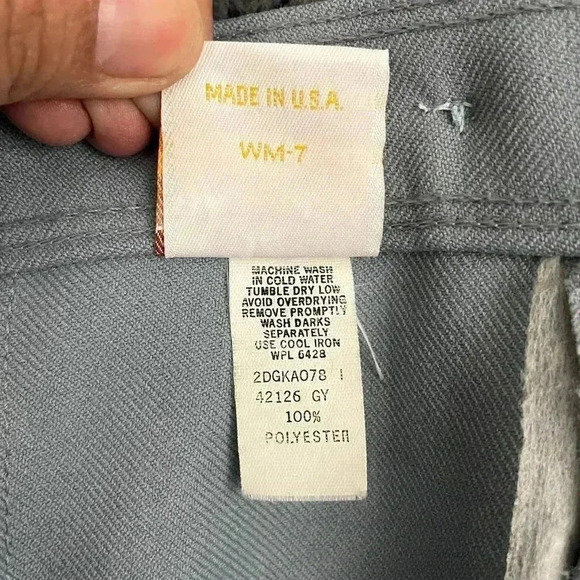 MADE IN U.S.A.
WM-7
MACHINE WASH
IN COLD WATER
TUMBLE DRY LOW
AVOID OVERDRYING
REMOVE PROMPTLY
WASH DARKS
SEPARATELY
USE COOL IRON
WPL 6428
2DGKA078 1
42126 GY
100%
POLYESTER